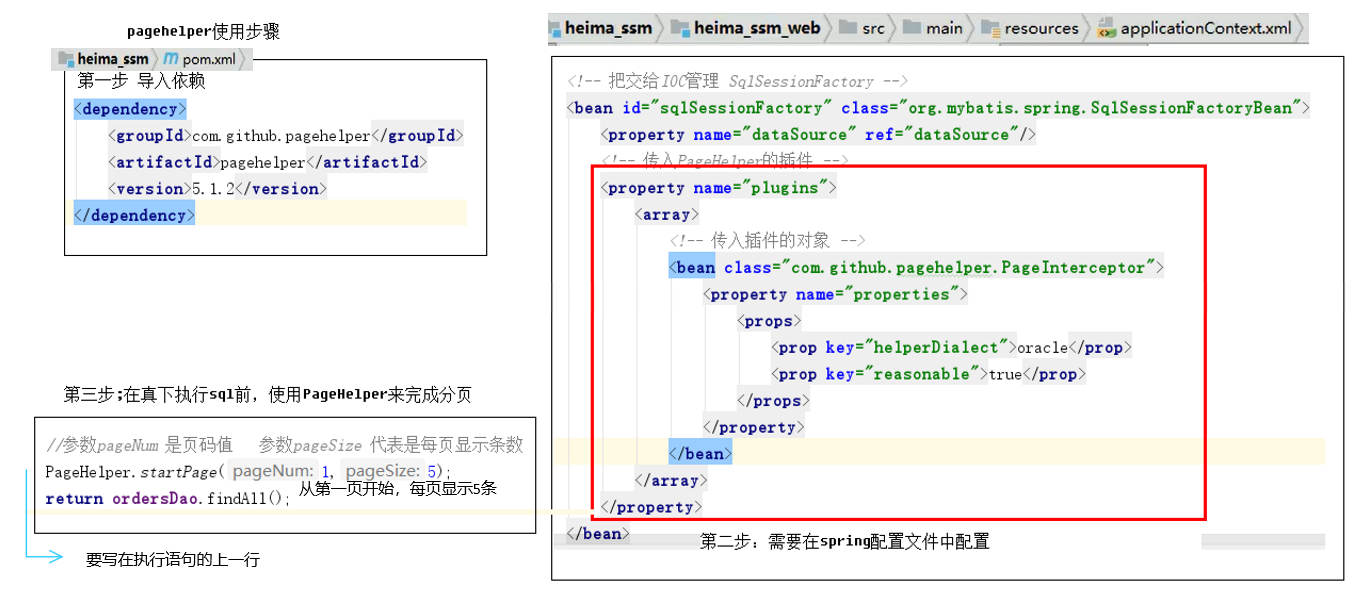 pagehelper使用步骤
heima_ssm pom.xml
第一步 导入依赖
<dependency>
<groupId>com.github.pagehelper</groupId>
<artifactId>pagehelper</artifactId>
<version>5.1.2</version>
</dependency>
第三步;在真下执行sql前，使用PageHelper来完成分页
//参数pageNum 是页码值 参数pageSize 代表是每页显示条数
PageHelper.startPage( pageNum: 1, pageSize: 5);
return ordersDao.findAll(); 从第一页开始，每页显示5条
要写在执行语句的上一行
heima_ssm heima_ssm_web src main resources applicationContext.xml
<!-- 把交给IOC管理 SqlSessionFactory -->
<bean id="sqlSessionFactory" class="org.mybatis.spring.SqlSessionFactoryBean">
<property name="dataSource" ref="dataSource"/>
<!-- 传入PageHelper的插件 -->
<property name="plugins">
<array>
<!-- 传入插件的对象 -->
<bean class="com.github.pagehelper.PageInterceptor">
<property name="properties">
<props>
<prop key="helperDialect">oracle</prop>
<prop key="reasonable">true</prop>
</props>
</property>
</bean>
</array>
</property>
</bean>
第二步：需要在spring配置文件中配置